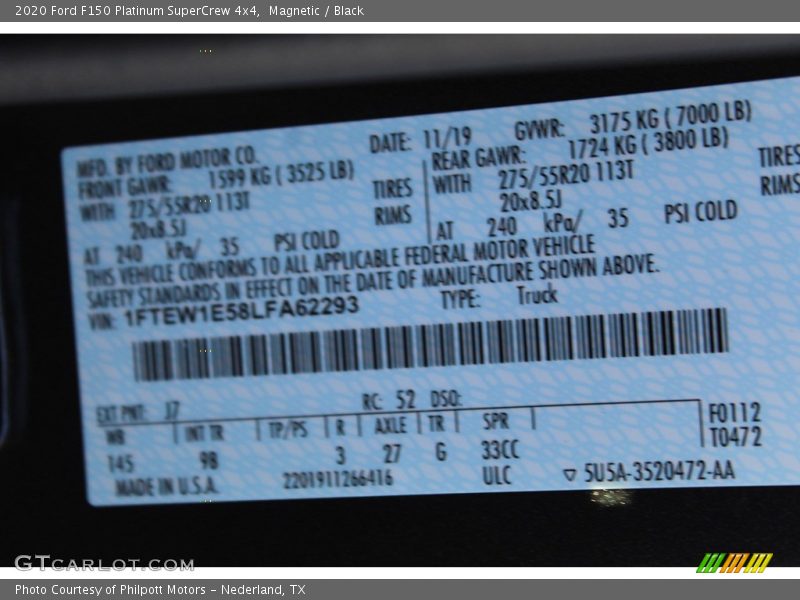 2020 Ford F150 Platinum SuperCrew 4x4, Magnetic / Black
MFD. BY FORD MOTOR CO. DATE: 11/19 GVWR: 3175 KG ( 7000 LB)
FRONT GAWR: 1599 KG ( 3525 LB) REAR GAWR: 1724 KG ( 3800 LB)
WITH 275/55R20 113T TIRES WITH 275/55R20 113T TIRES
20x8.5J RIMS 20x8.5J RIMS
AT 240 kPa/ 35 PSI COLD AT 240 kPa/ 35 PSI COLD
THIS VEHICLE CONFORMS TO ALL APPLICABLE FEDERAL MOTOR VEHICLE
SAFETY STANDARDS IN EFFECT ON THE DATE OF MANUFACTURE SHOWN ABOVE.
VIN: 1FTEW1E58LFA62293 TYPE: Truck
EXT PNT: J7 RC: 52 DSO:
WB INT TR TP/PS R AXLE TR SPR F0112
145 9B 3 27 G 33CC T0472
MADE IN U.S.A. 2201911266416 ULC ▽ 5U5A-3520472-AA
GTCARLOT.COM
Photo Courtesy of Philpott Motors - Nederland, TX